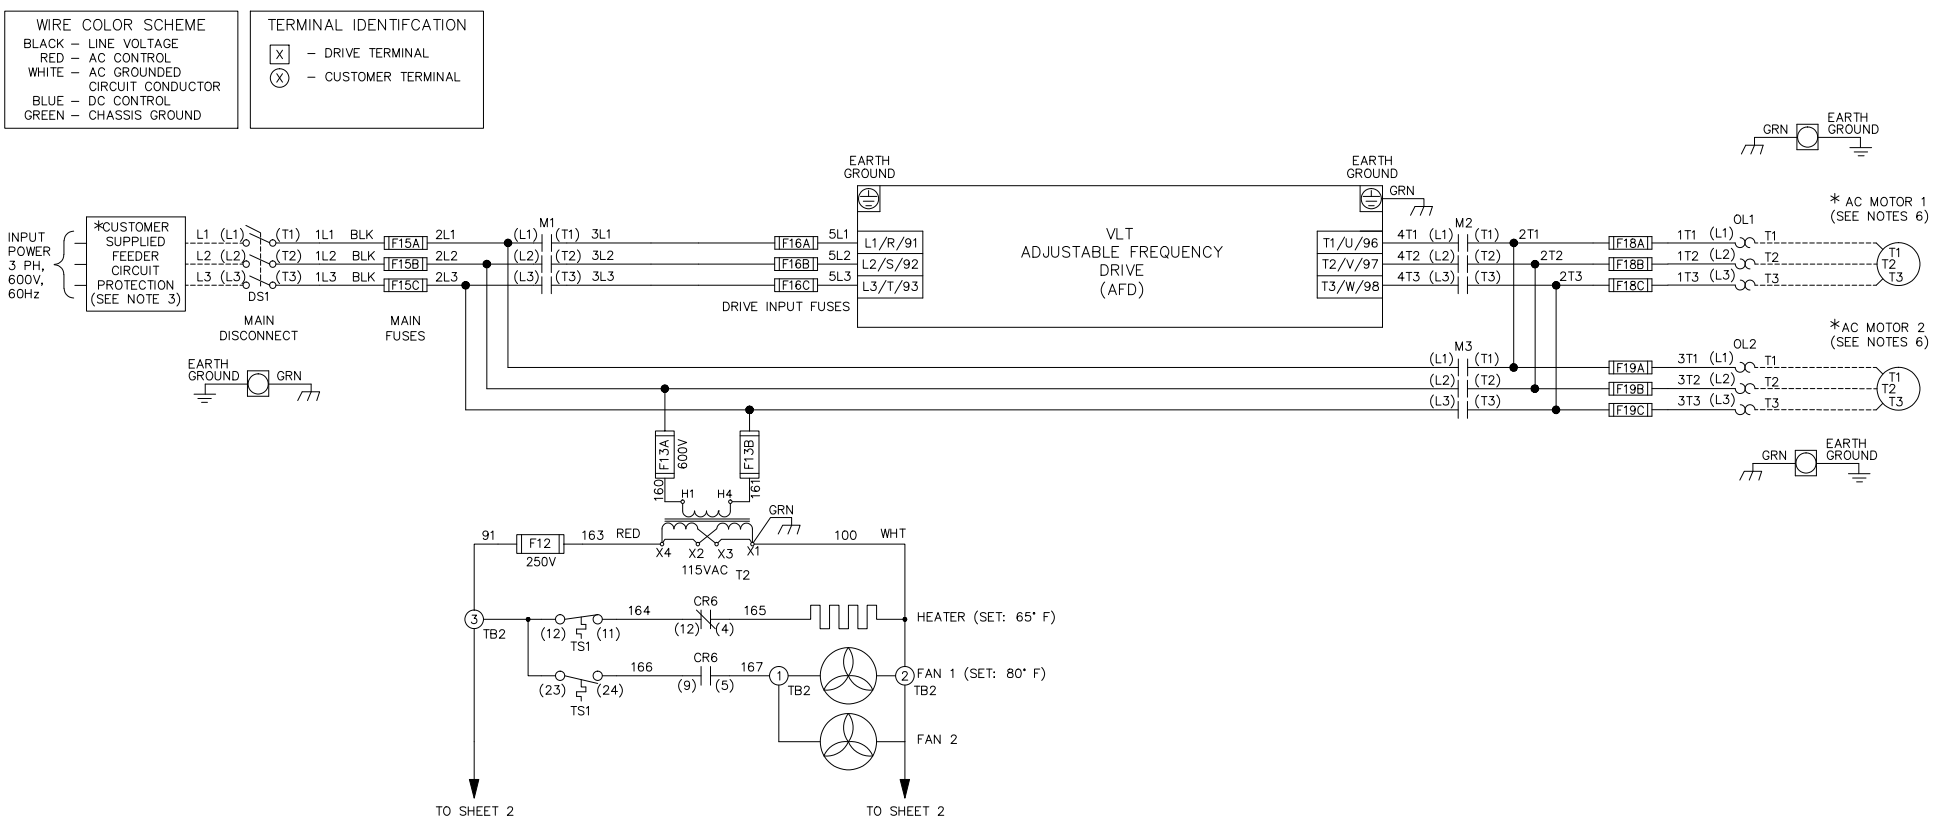 WIRE COLOR SCHEME
BLACK – LINE VOLTAGE
RED – AC CONTROL
WHITE – AC GROUNDED
CIRCUIT CONDUCTOR
BLUE – DC CONTROL
GREEN – CHASSIS GROUND
TERMINAL IDENTIFCATION
X – DRIVE TERMINAL
X – CUSTOMER TERMINAL
GRN
EARTH
GROUND
EARTH
GROUND
EARTH
GROUND
GRN
INPUT
POWER
3 PH,
600V,
60Hz
*CUSTOMER
SUPPLIED
FEEDER
CIRCUIT
PROTECTION
(SEE NOTE 3)
L1 (L1) (T1) 1L1 BLK F15A 2L1 (L1) M1 (T1) 3L1 F16A 5L1 L1/R/91
L2 (L2) (T2) 1L2 BLK F15B 2L2 (L2) (T2) 3L2 F16B 5L2 L2/S/92
L3 (L3) (T3) 1L3 BLK F15C 2L3 (L3) (T3) 3L3 F16C 5L3 L3/T/93
DS1
MAIN
DISCONNECT
MAIN
FUSES
DRIVE INPUT FUSES
VLT
ADJUSTABLE FREQUENCY
DRIVE
(AFD)
T1/U/96 4T1 (L1) M2 (T1) 2T1 F18A 1T1 (L1) OL1 T1
T2/V/97 4T2 (L2) (T2) 2T2 F18B 1T2 (L2) T2
T3/W/98 4T3 (L3) (T3) 2T3 F18C 1T3 (L3) T3
* AC MOTOR 1
(SEE NOTES 6)
T1
T2
T3
EARTH
GROUND
GRN
M3
(L1) (T1) F19A 3T1 (L1) OL2 T1
(L2) (T2) F19B 3T2 (L2) T2
(L3) (T3) F19C 3T3 (L3) T3
*AC MOTOR 2
(SEE NOTES 6)
T1
T2
T3
GRN
EARTH
GROUND
F13A
600V
F13B
160
161
H1 H4
GRN
91 F12 163 RED
250V
X4 X2 X3 X1
115VAC T2
100 WHT
3
TB2
(12) (11)
TS1
164
CR6
(12) (4)
165
HEATER (SET: 65° F)
(23) (24)
TS1
166
CR6
(9) (5)
167
1
TB2
2
TB2
FAN 1 (SET: 80° F)
FAN 2
TO SHEET 2
TO SHEET 2